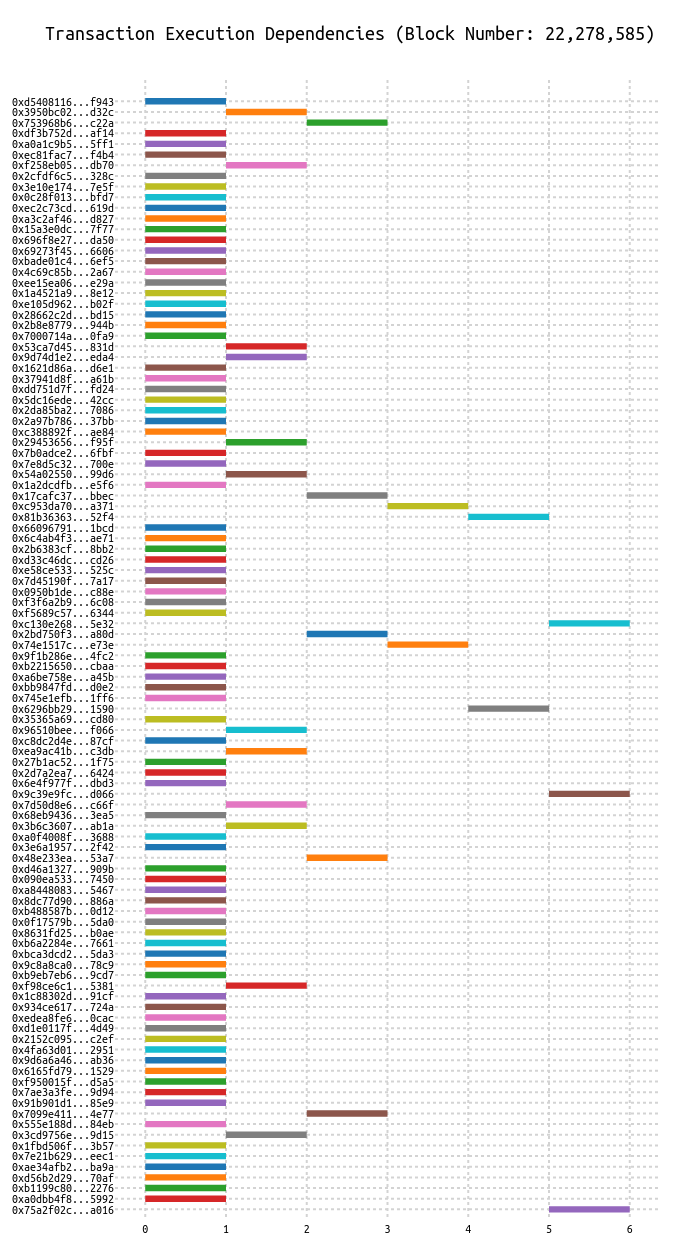 Transaction Execution Dependencies (Block Number: 22,278,585)
0xd5408116...f943
0x3950bc02...d32c
0x753968b6...c22a
0xdf3b752d...af14
0xa0a1c9b5...5ff1
0xec81fac7...f4b4
0xf258eb05...db70
0x2cfdf6c5...328c
0x3e10e174...7e5f
0x0c28f013...bfd7
0xec2c73cd...619d
0xa3c2af46...d827
0x15a3e0dc...7f77
0x696f8e27...da50
0x69273f45...6606
0xbade01c4...6ef5
0x4c69c85b...2a67
0xee15ea06...e29a
0x1a4521a9...8e12
0xe105d962...b02f
0x28662c2d...bd15
0x2b8e8779...944b
0x7000714a...0fa9
0x53ca7d45...831d
0x9d74d1e2...eda4
0x1621d86a...d6e1
0x37941d8f...a61b
0xdd751d7f...fd24
0x5dc16ede...42cc
0x2da85ba2...7086
0x2a97b786...37bb
0xc388892f...ae84
0x29453656...f95f
0x7b0adce2...6fbf
0x7e8d5c32...700e
0x54a02550...99d6
0x1a2dcdfb...e5f6
0x17cafc37...bbec
0xc953da70...a371
0x81b36363...52f4
0x66096791...1bcd
0x6c4ab4f3...ae71
0x2b6383cf...8bb2
0xd33c46dc...cd26
0xe58ce533...525c
0x7d45190f...7a17
0x0950b1de...c88e
0xf3f6a2b9...6c08
0xf5689c57...6344
0xc130e268...5e32
0x2bd750f3...a80d
0x74e1517c...e73e
0x9f1b286e...4fc2
0xb2215650...cbaa
0xa6be758e...a45b
0xbb9847fd...d0e2
0x745e1efb...1ff6
0x6296bb29...1590
0x35365a69...cd80
0x96510bee...f066
0xc8dc2d4e...87cf
0xea9ac41b...c3db
0x27b1ac52...1f75
0x2d7a2ea7...6424
0x6e4f977f...dbd3
0x9c39e9fc...d066
0x7d50d8e6...c66f
0x68eb9436...3ea5
0x3b6c3607...ab1a
0xa0f4008f...3688
0x3e6a1957...2f42
0x48e233ea...53a7
0xd46a1327...909b
0x090ea533...7450
0xa8448083...5467
0x8dc77d90...886a
0xb488587b...0d12
0x0f17579b...5da0
0x8631fd25...b0ae
0xb6a2284e...7661
0xbca3dcd2...5da3
0x9c8a8ca0...78c9
0xb9eb7eb6...9cd7
0xf98ce6c1...5381
0x1c88302d...91cf
0x934ce617...724a
0xedea8fe6...0cac
0xd1e0117f...4d49
0x2152c095...c2ef
0x4fa63d01...2951
0x9d6a6a46...ab36
0x6165fd79...1529
0xf950015f...d5a5
0x7ae3a3fe...9d94
0x91b901d1...85e9
0x7099e411...4e77
0x555e188d...84eb
0x3cd9756e...9d15
0x1fbd506f...3b57
0x7e21b629...eec1
0xae34afb2...ba9a
0xd56b2d29...70af
0xb1199c80...2276
0xa0dbb4f8...5992
0x75a2f02c...a016
0 1 2 3 4 5 6